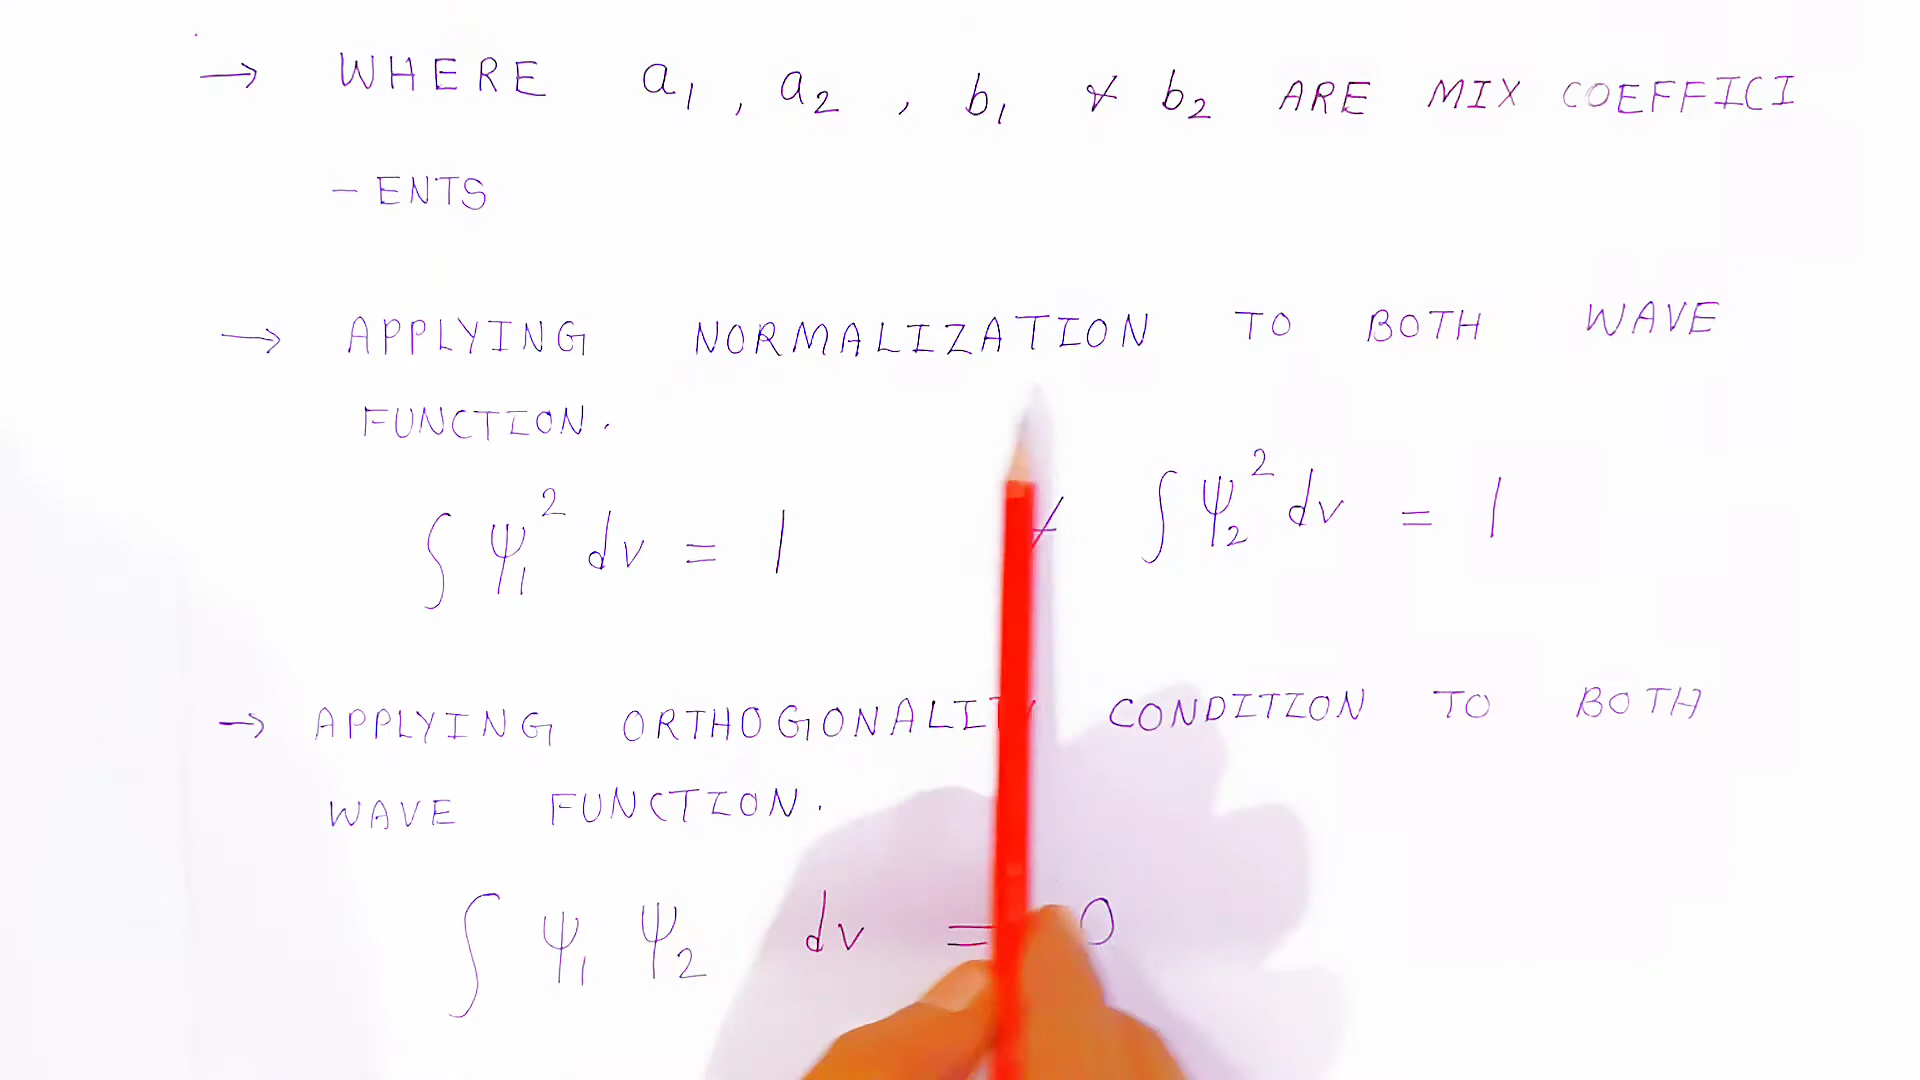 → WHERE a₁ , a₂ , b₁ & b₂ ARE MIX COEFFICI
- ENTS
→ APPLYING NORMALIZATION TO BOTH WAVE
FUNCTION.
∫ ψ₁² dv = 1 & ∫ ψ₂² dv = 1
→ APPLYING ORTHOGONALITY CONDITION TO BOTH
WAVE FUNCTION.
∫ ψ₁ ψ₂ dv = 0